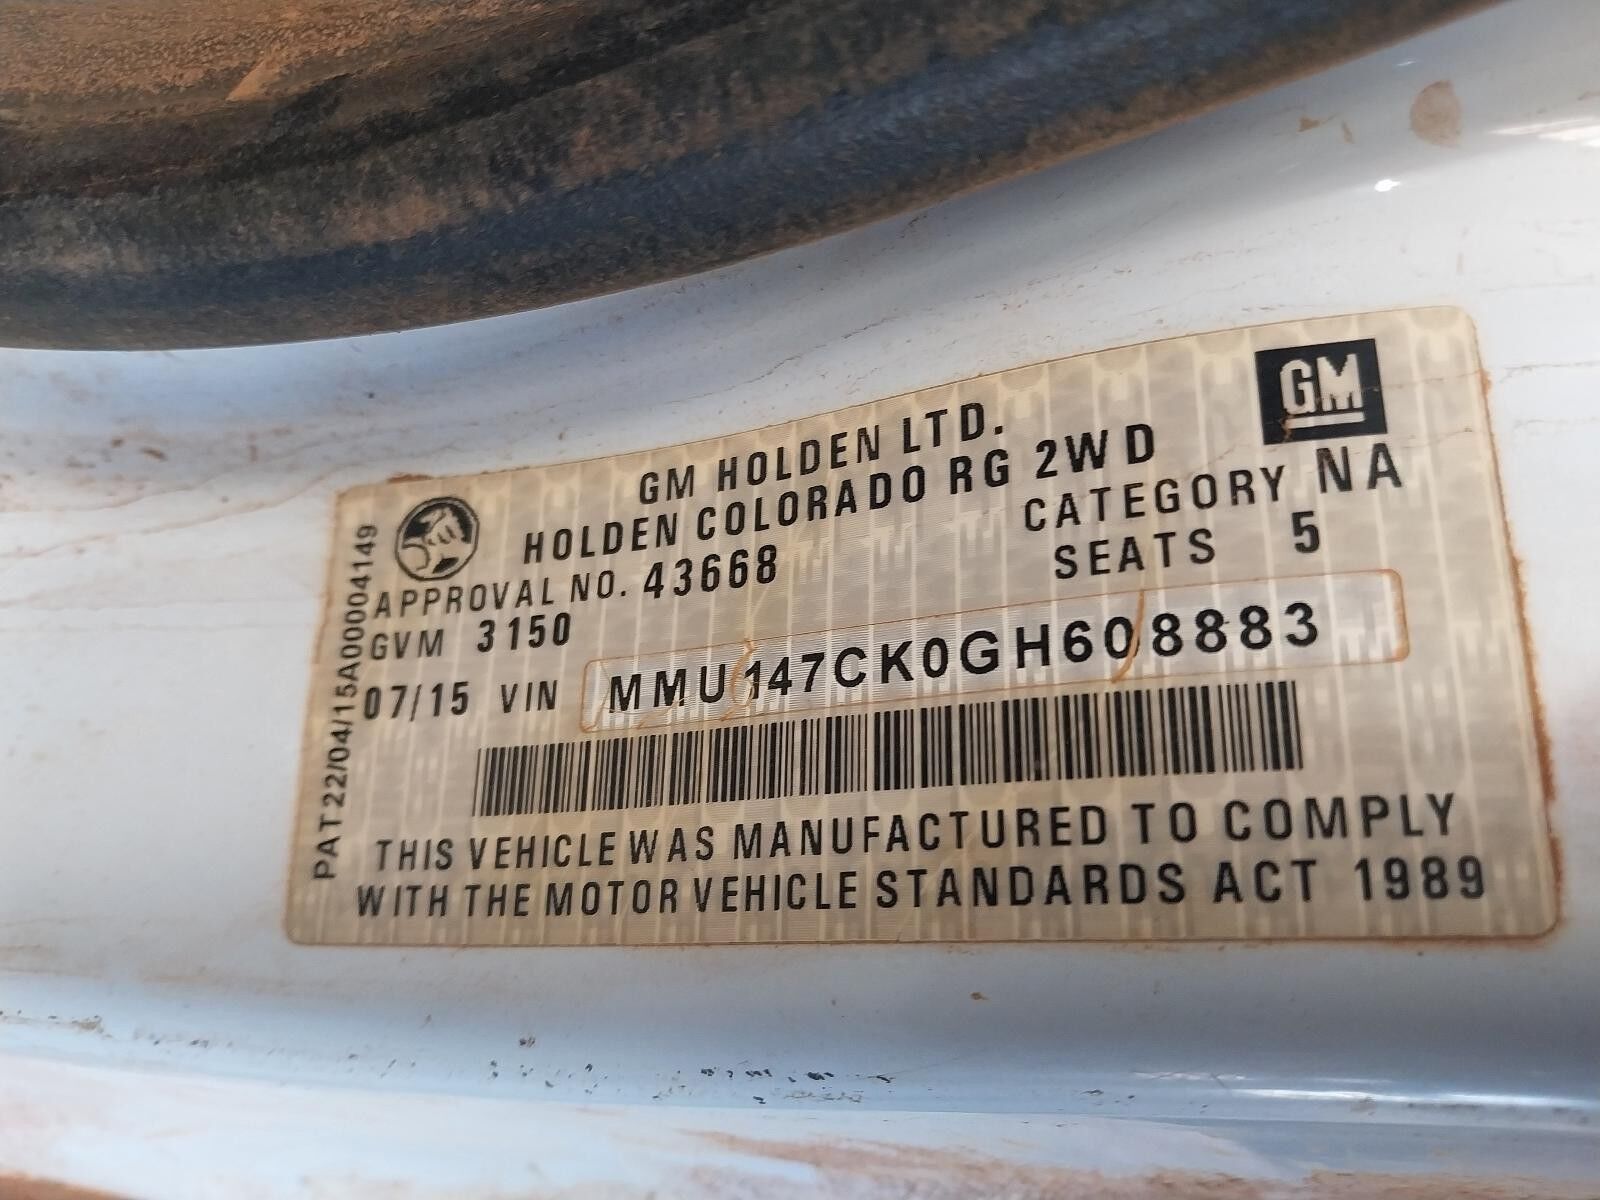 GM
GM HOLDEN LTD.
HOLDEN COLORADO RG 2WD
APPROVAL NO. 43668 CATEGORY NA
GVM 3150 SEATS 5
07/15 VIN MMU147CK0GH608883
THIS VEHICLE WAS MANUFACTURED TO COMPLY
WITH THE MOTOR VEHICLE STANDARDS ACT 1989
PAT22/04/15A00004149